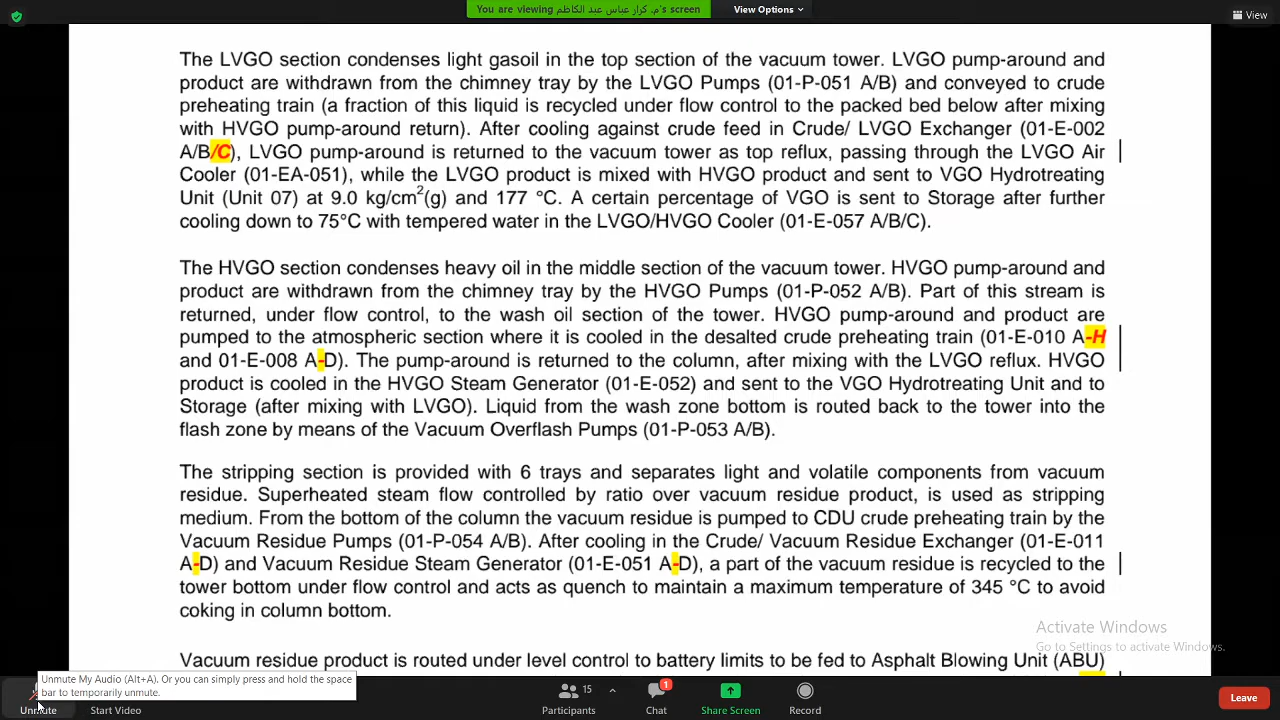 You are viewing م. كرار عباس عبد الكاظم's screen
View Options
View
The LVGO section condenses light gasoil in the top section of the vacuum tower. LVGO pump-around and
product are withdrawn from the chimney tray by the LVGO Pumps (01-P-051 A/B) and conveyed to crude
preheating train (a fraction of this liquid is recycled under flow control to the packed bed below after mixing
with HVGO pump-around return). After cooling against crude feed in Crude/ LVGO Exchanger (01-E-002
A/B/C), LVGO pump-around is returned to the vacuum tower as top reflux, passing through the LVGO Air
Cooler (01-EA-051), while the LVGO product is mixed with HVGO product and sent to VGO Hydrotreating
Unit (Unit 07) at 9.0 kg/cm2(g) and 177 °C. A certain percentage of VGO is sent to Storage after further
cooling down to 75°C with tempered water in the LVGO/HVGO Cooler (01-E-057 A/B/C).
The HVGO section condenses heavy oil in the middle section of the vacuum tower. HVGO pump-around and
product are withdrawn from the chimney tray by the HVGO Pumps (01-P-052 A/B). Part of this stream is
returned, under flow control, to the wash oil section of the tower. HVGO pump-around and product are
pumped to the atmospheric section where it is cooled in the desalted crude preheating train (01-E-010 A-H
and 01-E-008 A-D). The pump-around is returned to the column, after mixing with the LVGO reflux. HVGO
product is cooled in the HVGO Steam Generator (01-E-052) and sent to the VGO Hydrotreating Unit and to
Storage (after mixing with LVGO). Liquid from the wash zone bottom is routed back to the tower into the
flash zone by means of the Vacuum Overflash Pumps (01-P-053 A/B).
The stripping section is provided with 6 trays and separates light and volatile components from vacuum
residue. Superheated steam flow controlled by ratio over vacuum residue product, is used as stripping
medium. From the bottom of the column the vacuum residue is pumped to CDU crude preheating train by the
Vacuum Residue Pumps (01-P-054 A/B). After cooling in the Crude/ Vacuum Residue Exchanger (01-E-011
A-D) and Vacuum Residue Steam Generator (01-E-051 A-D), a part of the vacuum residue is recycled to the
tower bottom under flow control and acts as quench to maintain a maximum temperature of 345 °C to avoid
coking in column bottom.
Activate Windows
Go to Settings to activate Windows.
Vacuum residue product is routed under level control to battery limits to be fed to Asphalt Blowing Unit (ABU)
Unmute My Audio (Alt+A). Or you can simply press and hold the space
bar to temporarily unmute.
Unmute
Start Video
15
Participants
1
Chat
Share Screen
Record
Leave